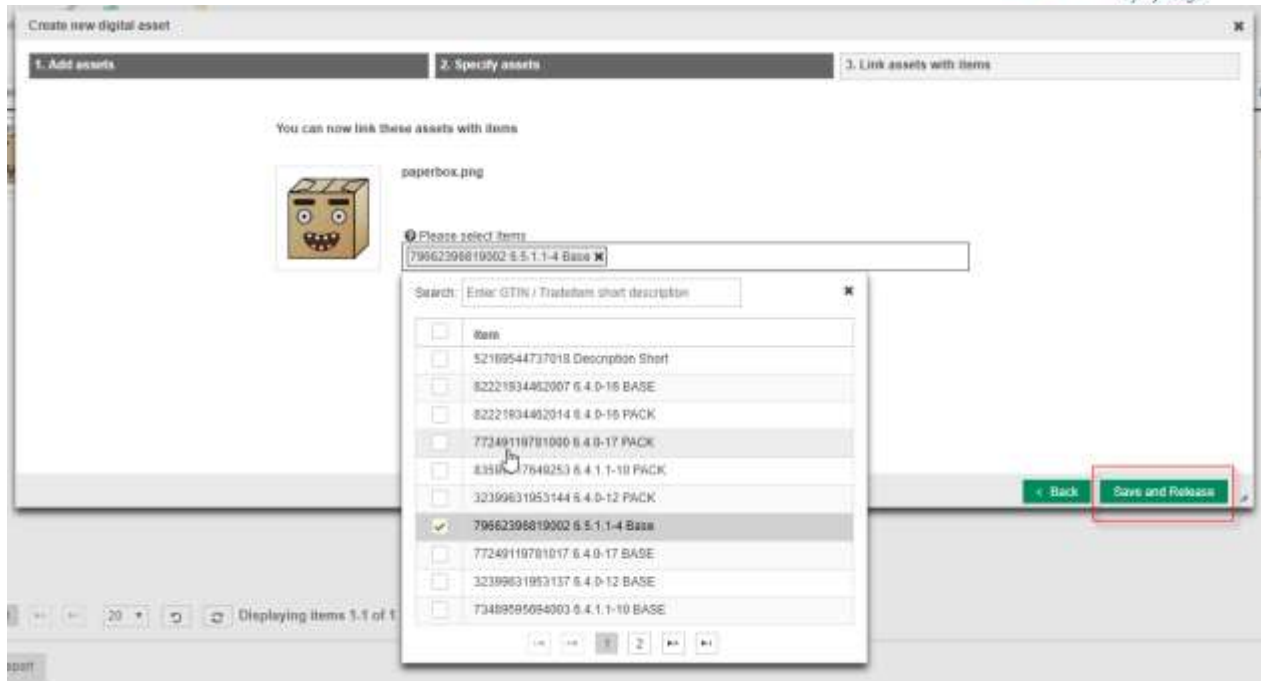 Create new digital asset
1. Add assets
2. Specify assets
3. Link assets with items
You can now link these assets with items
paperbox.png
Please select items
79662396819002 6.5.1.1-4 Base
Search: Enter GTIN / TradeItem short description
Item
52169544737018 Description Short
82221934462007 6.4.0-16 BASE
82221934462014 6.4.0-16 PACK
77249119781000 6.4.0-17 PACK
7649253 6.4.1.1-10 PACK
32399631953144 6.4.0-12 PACK
79662396819002 6.5.1.1-4 Base
77249119781017 6.4.0-17 BASE
32399631953137 6.4.0-12 BASE
73489595694003 6.4.1.1-10 BASE
1 2
< Back
Save and Release
20
Displaying items 1-1 of 1